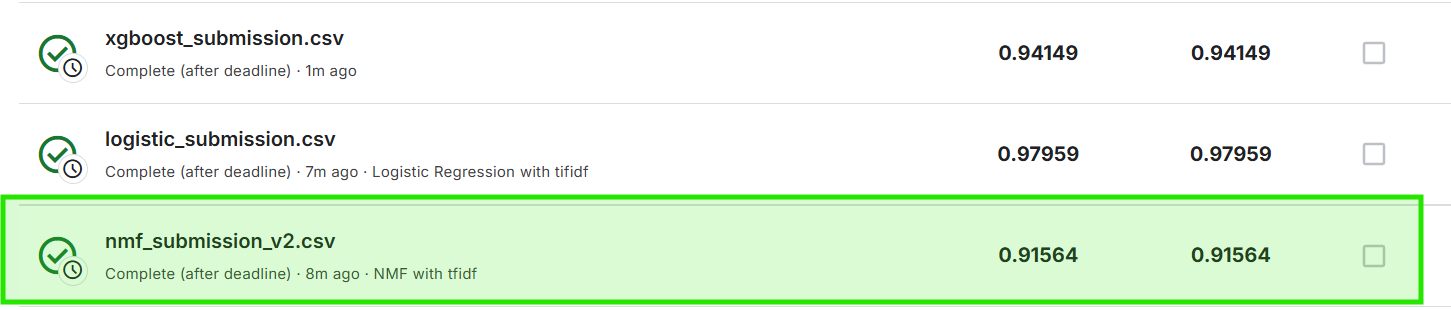 xgboost_submission.csv
Complete (after deadline) · 1m ago
0.94149 0.94149
logistic_submission.csv
Complete (after deadline) · 7m ago · Logistic Regression with tifidf
0.97959 0.97959
nmf_submission_v2.csv
Complete (after deadline) · 8m ago · NMF with tfidf
0.91564 0.91564